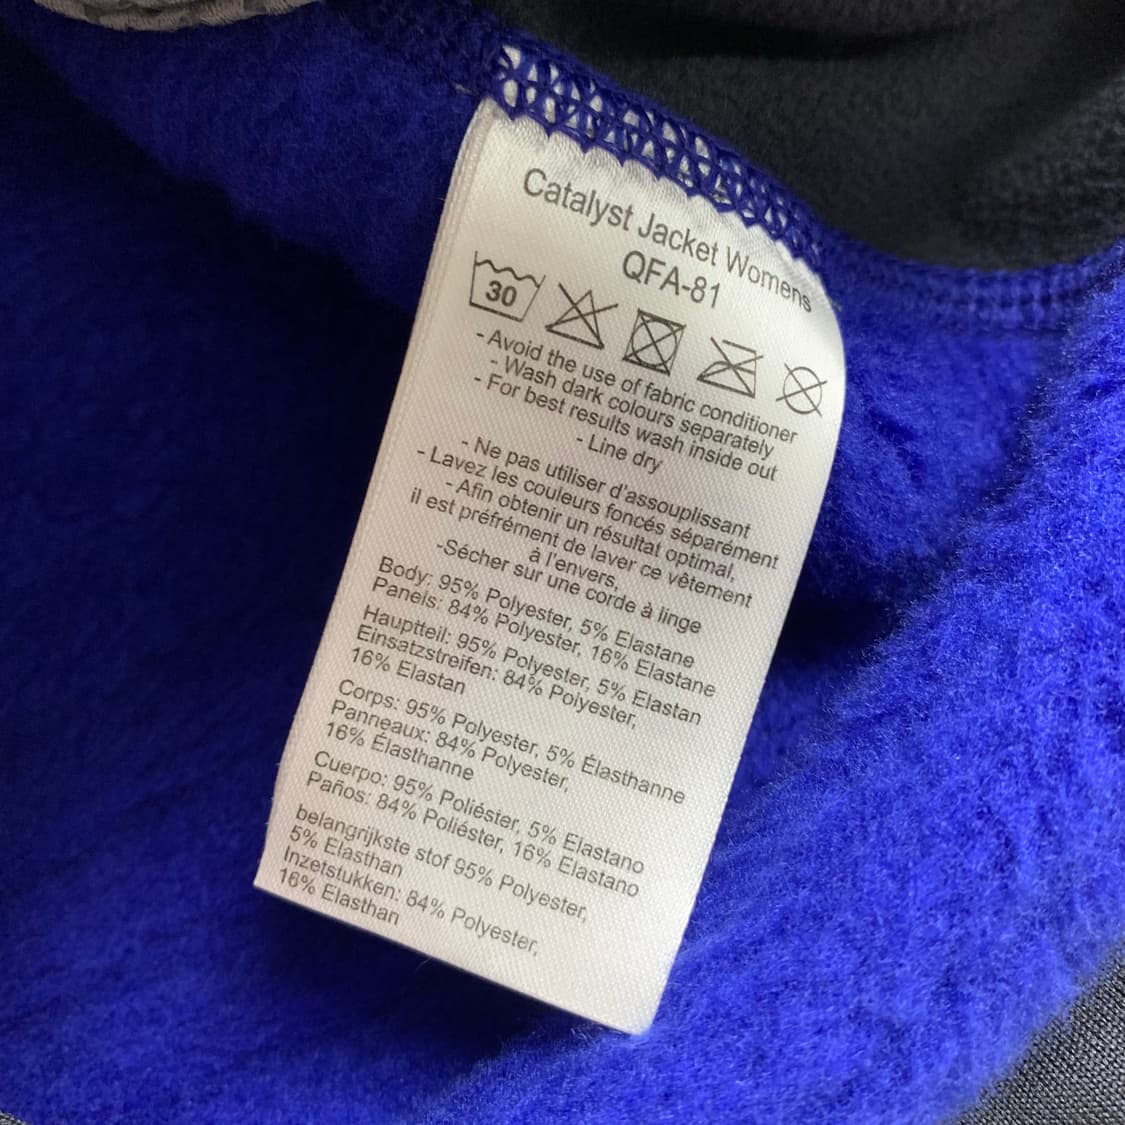 Catalyst Jacket Womens
QFA-81
30
- Avoid the use of fabric conditioner
- Wash dark colours separately
- For best results wash inside out
- Line dry
- Ne pas utiliser d'assouplissant
- Lavez les couleurs foncés séparément
- Afin obtenir un résultat optimal,
il est préfrément de laver ce vêtement
à l'envers,
-Sécher sur une corde à linge
Body: 95% Polyester, 5% Elastane
Panels: 84% Polyester, 16% Elastane
Hauptteil: 95% Polyester, 5% Elastan
Einsatzstreifen: 84% Polyester,
16% Elastan
Corps: 95% Polyester, 5% Élasthanne
Panneaux: 84% Polyester,
16% Élasthanne
Cuerpo: 95% Poliéster, 5% Elastano
Paños: 84% Poliéster, 16% Elastano
belangrijkste stof 95% Polyester,
5% Elasthan
Inzetstukken: 84% Polyester,
16% Elasthan